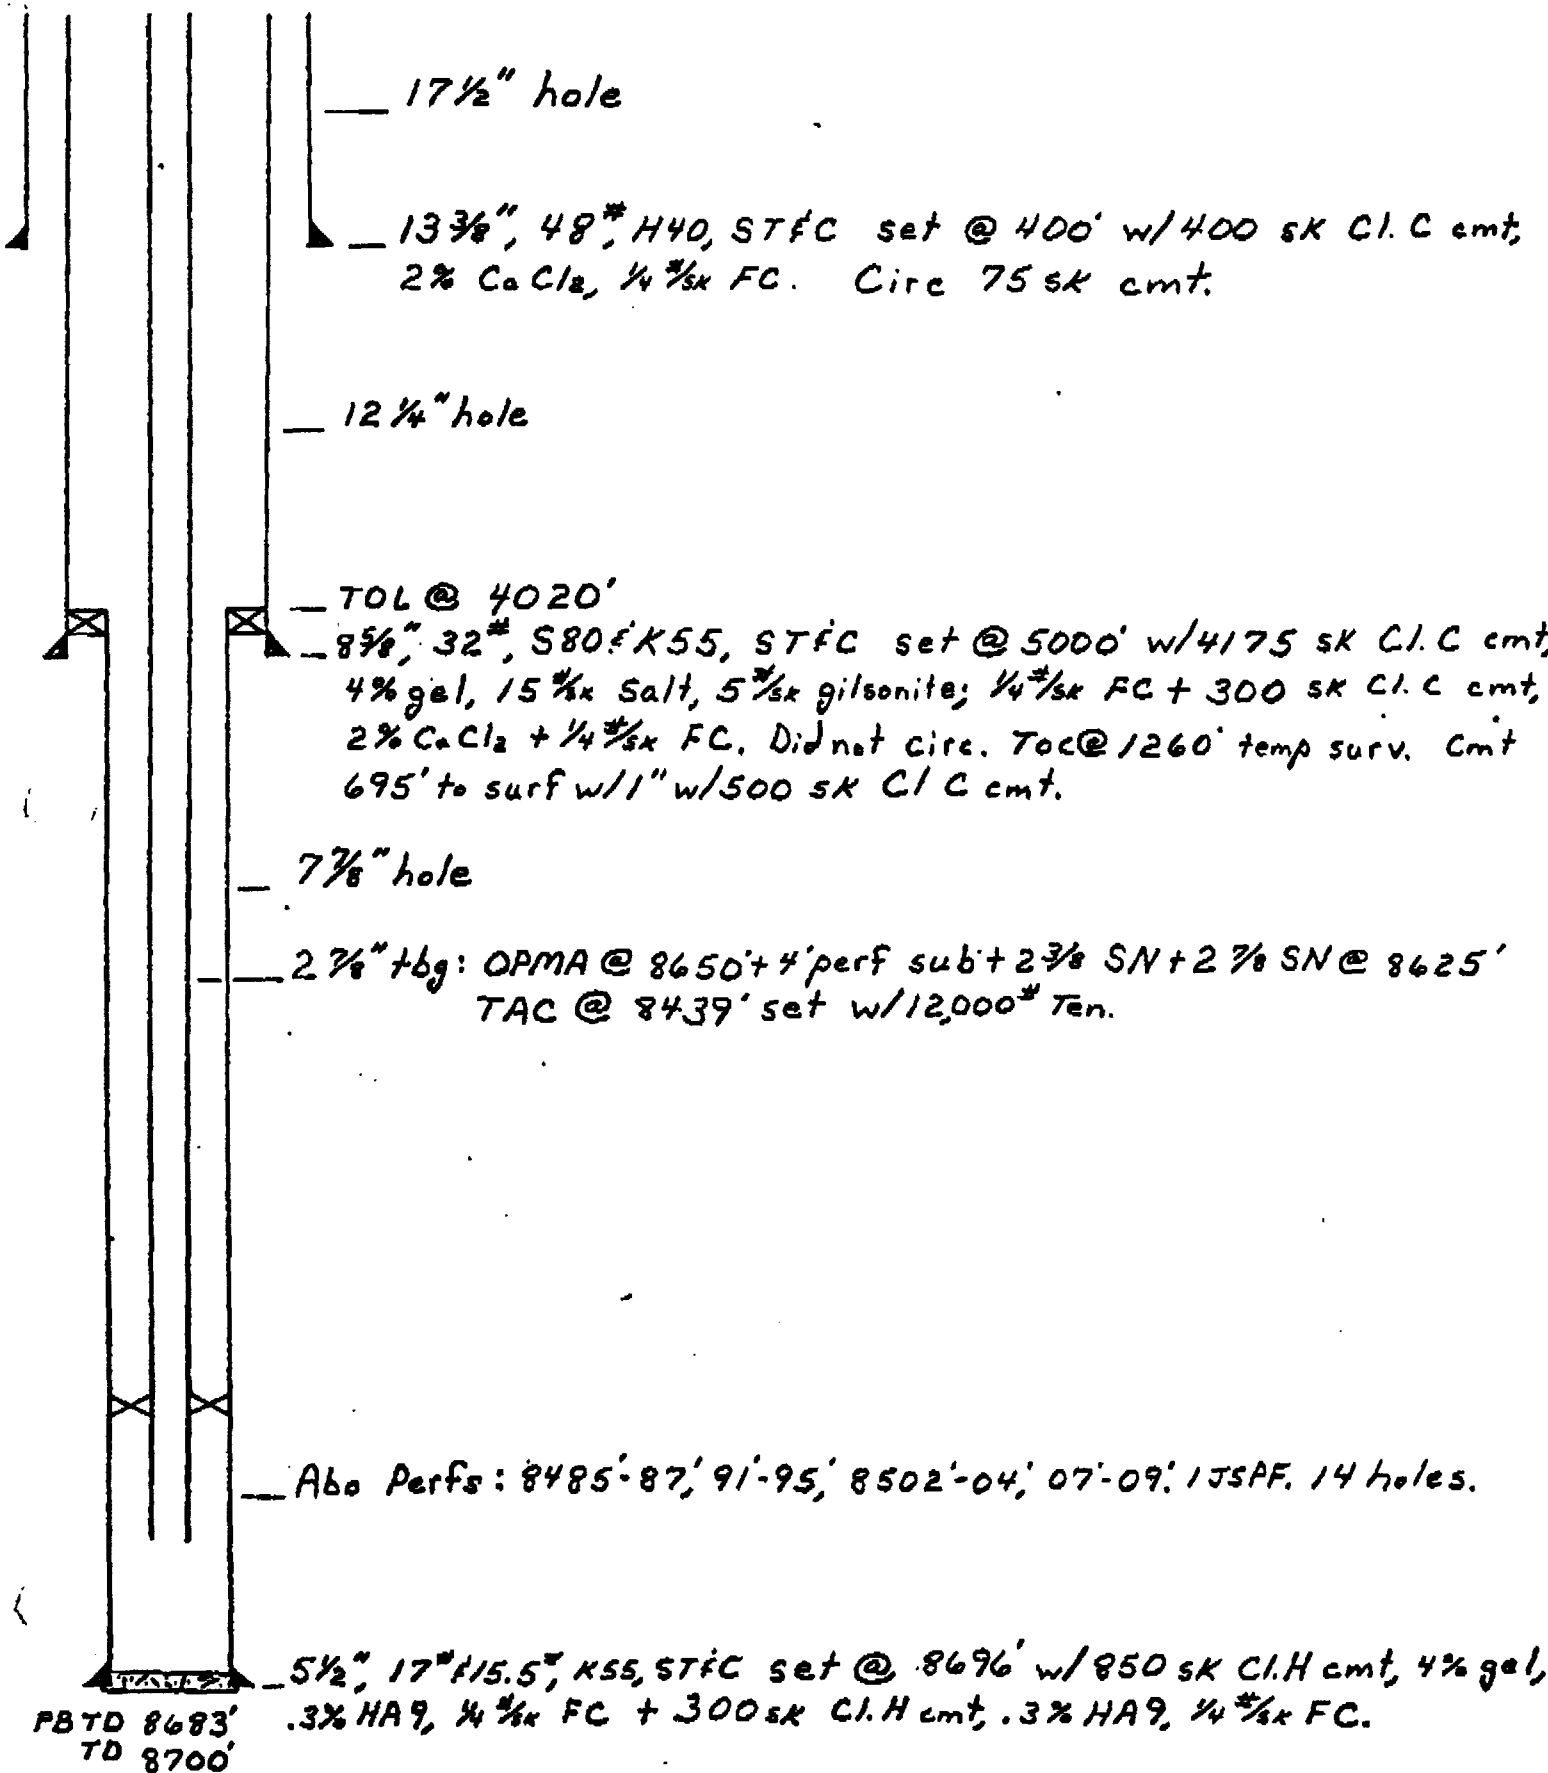 17½" hole
13⅜", 48#, H40, ST&C set @ 400' w/400 sk Cl. C cmt,
2% CaCl2, ¼#/sk FC. Circ 75 sk cmt.
12¼" hole
TOL @ 4020'
8⅝", 32#, S80 & K55, ST&C set @ 5000' w/4175 sk Cl. C cmt,
4% gel, 15#/sk Salt, 5#/sk gilsonite; ¼#/sk FC + 300 sk Cl. C cmt,
2% CaCl2 + ¼#/sk FC. Did not circ. TOC @ 1260' temp surv. Cmt
695' to surf w/1" w/500 sk Cl C cmt.
7⅞" hole
2⅞" tbg: OPMA @ 8650' + 4' perf sub + 2⅜ SN + 2⅞ SN @ 8625'
TAC @ 8439' set w/12,000# Ten.
Abo Perfs: 8485'-87', 91'-95', 8502'-04', 07'-09'. 1 JSPF. 14 holes.
5½", 17# & 15.5#, K55, ST&C set @ 8696' w/850 sk Cl. H cmt, 4% gel,
.3% HA9, ¼#/sk FC + 300 sk Cl. H cmt, .3% HA9, ¼#/sk FC.
PBTD 8683'
TD 8700'